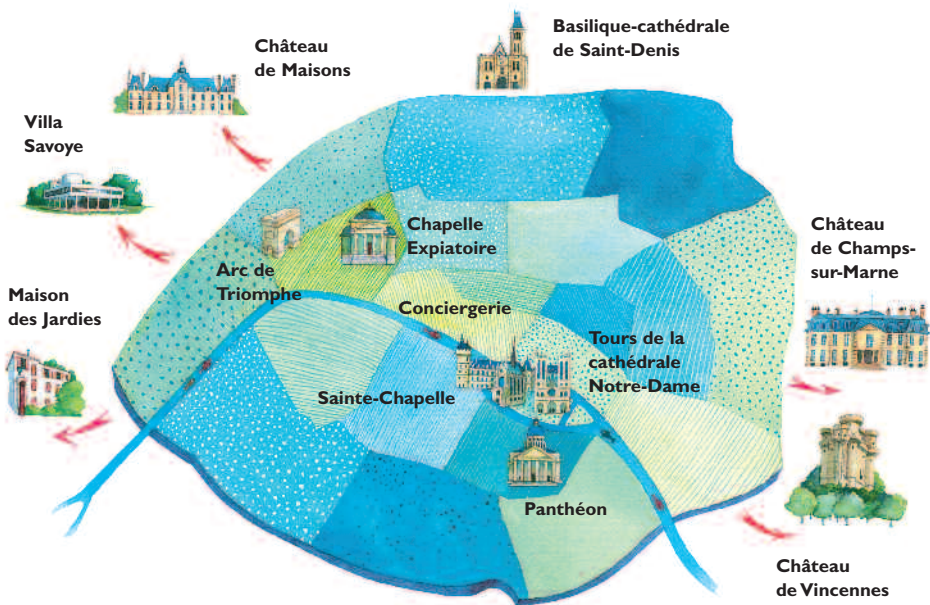 Basilique-cathédrale
de Saint-Denis
Château
de Maisons
Villa
Savoye
Chapelle
Expiatoire
Château
de Champs-
sur-Marne
Arc de
Triomphe
Maison
des Jardies
Conciergerie
Tours de la
cathédrale
Notre-Dame
Sainte-Chapelle
Panthéon
Château
de Vincennes